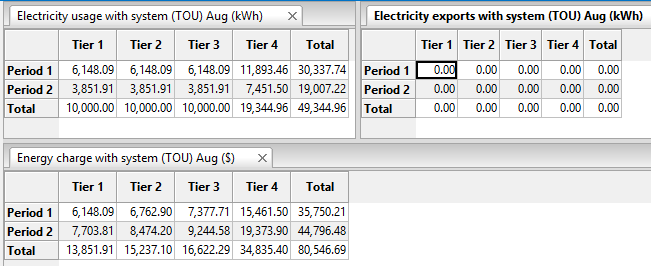 Electricity usage with system (TOU) Aug (kWh) ✕
Tier 1 Tier 2 Tier 3 Tier 4 Total
Period 1 6,148.09 6,148.09 6,148.09 11,893.46 30,337.74
Period 2 3,851.91 3,851.91 3,851.91 7,451.50 19,007.22
Total 10,000.00 10,000.00 10,000.00 19,344.96 49,344.96
Electricity exports with system (TOU) Aug (kWh)
Tier 1 Tier 2 Tier 3 Tier 4 Total
Period 1 0.00 0.00 0.00 0.00 0.00
Period 2 0.00 0.00 0.00 0.00 0.00
Total 0.00 0.00 0.00 0.00 0.00
Energy charge with system (TOU) Aug ($) ✕
Tier 1 Tier 2 Tier 3 Tier 4 Total
Period 1 6,148.09 6,762.90 7,377.71 15,461.50 35,750.21
Period 2 7,703.81 8,474.20 9,244.58 19,373.90 44,796.48
Total 13,851.91 15,237.10 16,622.29 34,835.40 80,546.69